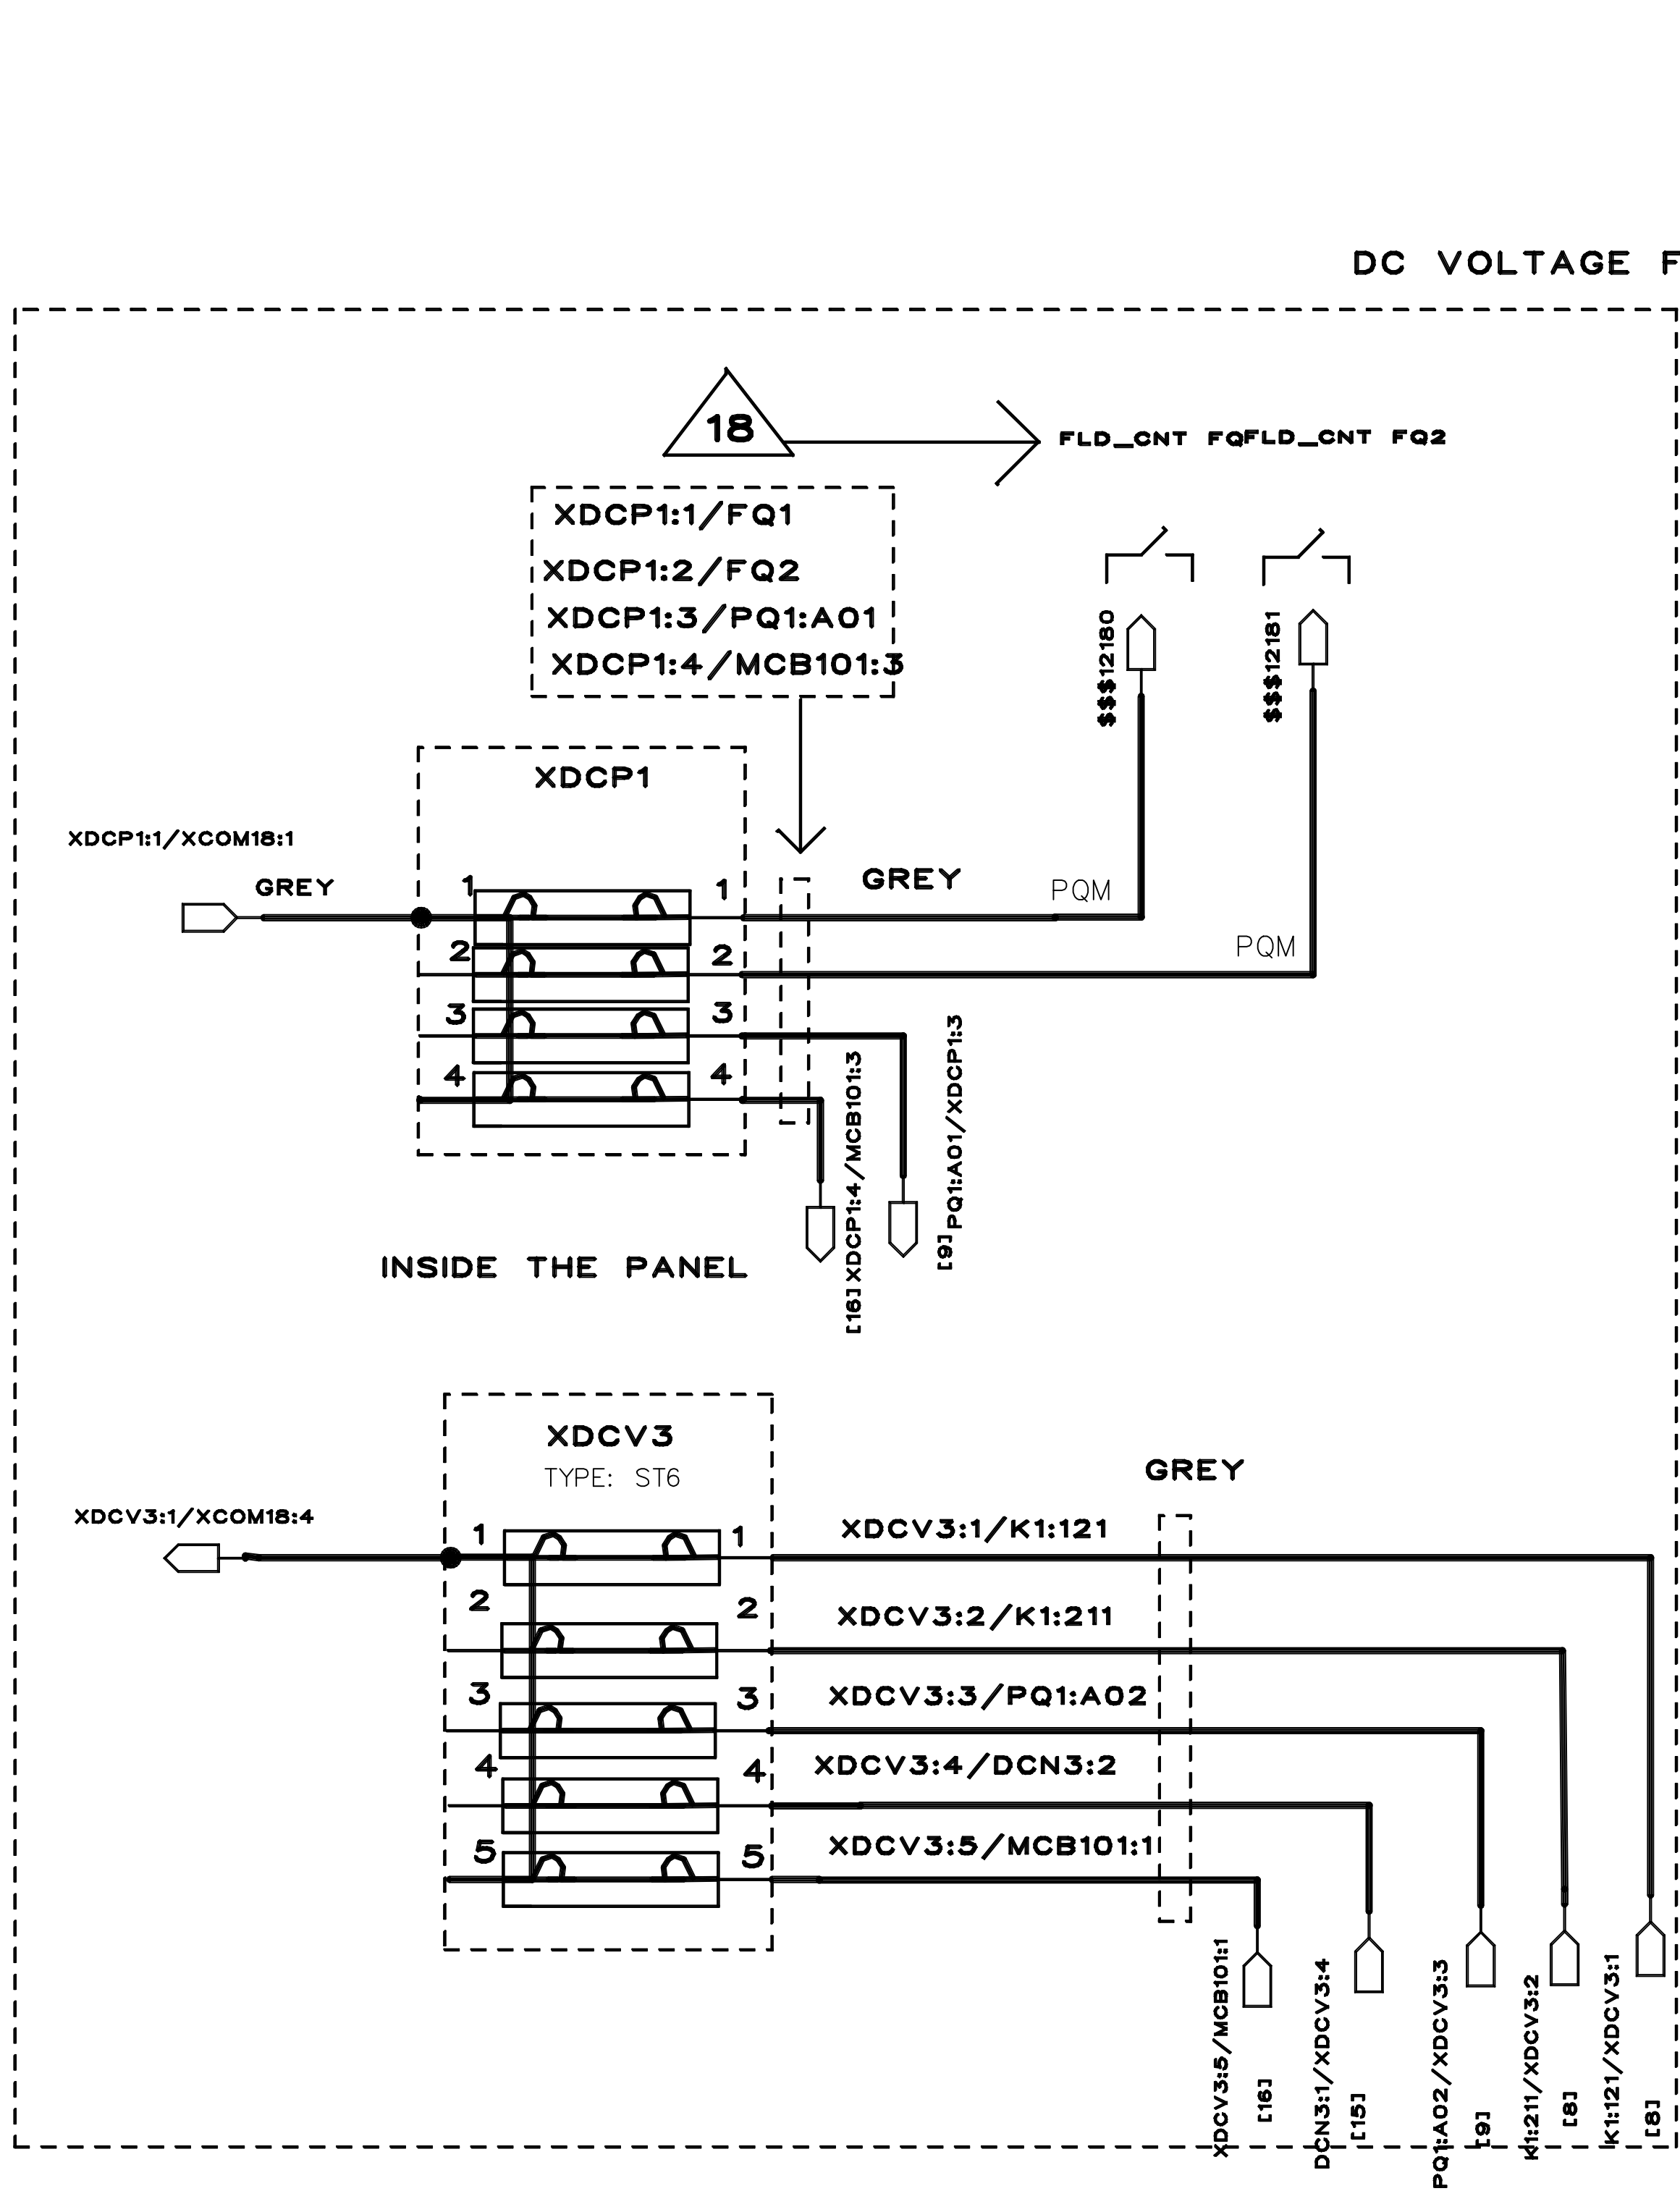 DC VOLTAGE F
18
FLD_CNT FQFLD_CNT FQ2
XDCP1:1/FQ1
XDCP1:2/FQ2
XDCP1:3/PQ1:A01
XDCP1:4/MCB101:3
$$$12180
$$$12181
XDCP1
XDCP1:1/XCOM18:1
GREY
GREY
PQM
PQM
1 1
2 2
3 3
4 4
[16]XDCP1:4/MCB101:3
[9]PQ1:A01/XDCP1:3
INSIDE THE PANEL
XDCV3
TYPE: ST6
GREY
XDCV3:1/XCOM18:4
1 1
XDCV3:1/K1:121
2 2
XDCV3:2/K1:211
3 3
XDCV3:3/PQ1:A02
4 4
XDCV3:4/DCN3:2
5 5
XDCV3:5/MCB101:1
XDCV3:5/MCB101:1
[16]
DCN3:1/XDCV3:4
[15]
PQ1:A02/XDCV3:3
[9]
K1:211/XDCV3:2
[8]
K1:121/XDCV3:1
[8]